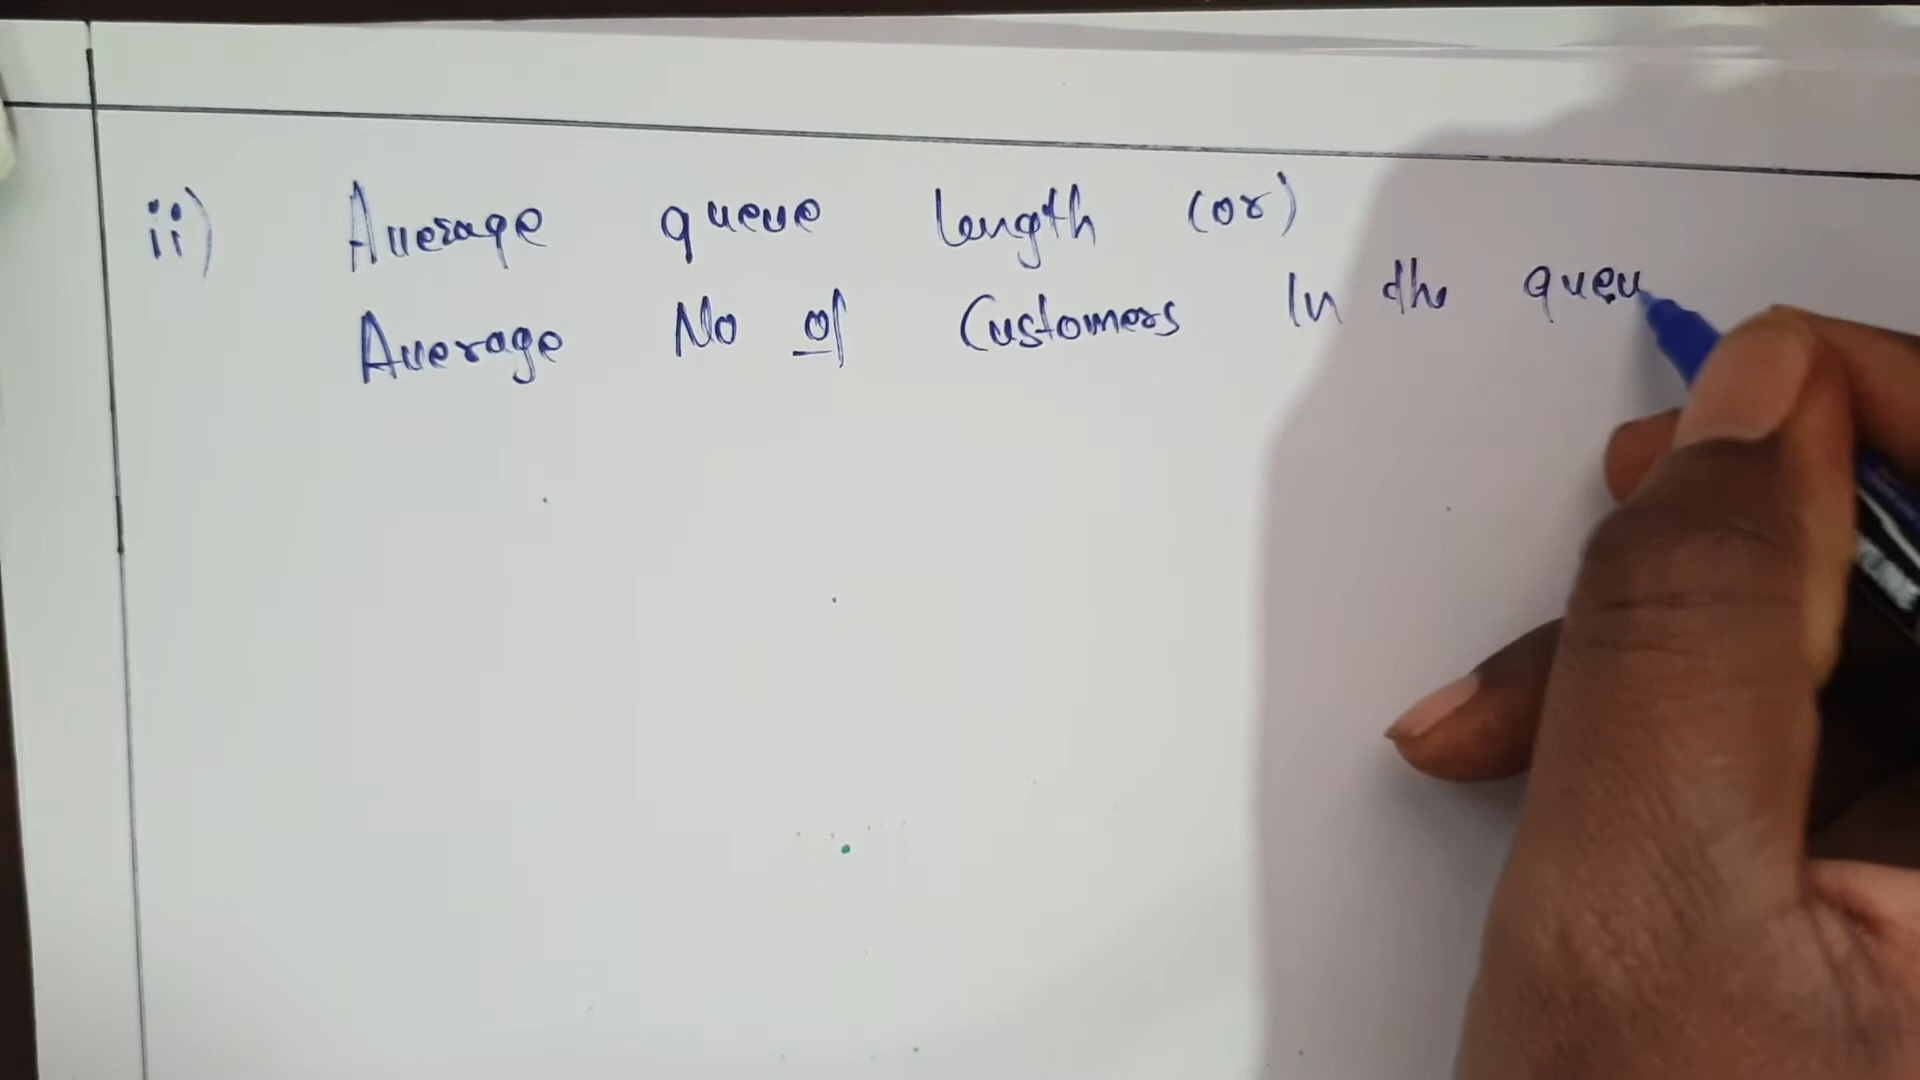 ii) Average queue length (or)
Average No of Customers In the queu